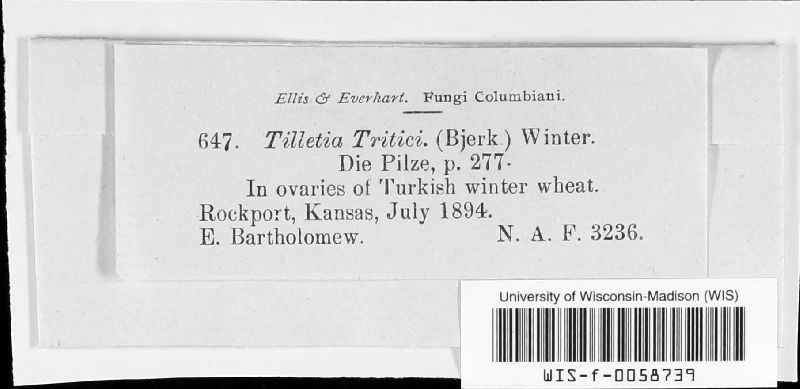 Ellis & Everhart. Fungi Columbiani.
647. Tilletia Tritici. (Bjerk.) Winter.
Die Pilze, p. 277.
In ovaries of Turkish winter wheat.
Rockport, Kansas, July 1894.
E. Bartholomew. N. A. F. 3236.
University of Wisconsin-Madison (WIS)
WIS-f-0058739